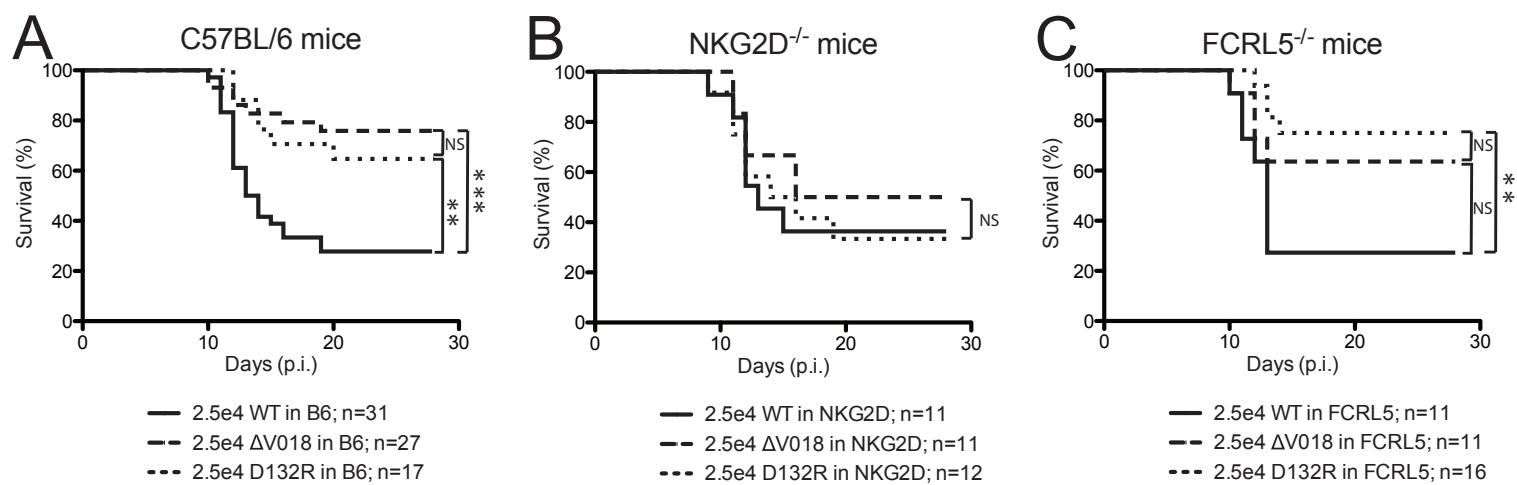 A
C57BL/6 mice
Survival (%)
100
80
60
40
20
0
0 10 20 30
Days (p.i.)
NS
**
***
2.5e4 WT in B6; n=31
2.5e4 ΔV018 in B6; n=27
2.5e4 D132R in B6; n=17
B
NKG2D-/- mice
Survival (%)
100
80
60
40
20
0
0 10 20 30
Days (p.i.)
NS
2.5e4 WT in NKG2D; n=11
2.5e4 ΔV018 in NKG2D; n=11
2.5e4 D132R in NKG2D; n=12
C
FCRL5-/- mice
Survival (%)
100
80
60
40
20
0
0 10 20 30
Days (p.i.)
NS
NS
**
2.5e4 WT in FCRL5; n=11
2.5e4 ΔV018 in FCRL5; n=11
2.5e4 D132R in FCRL5; n=16